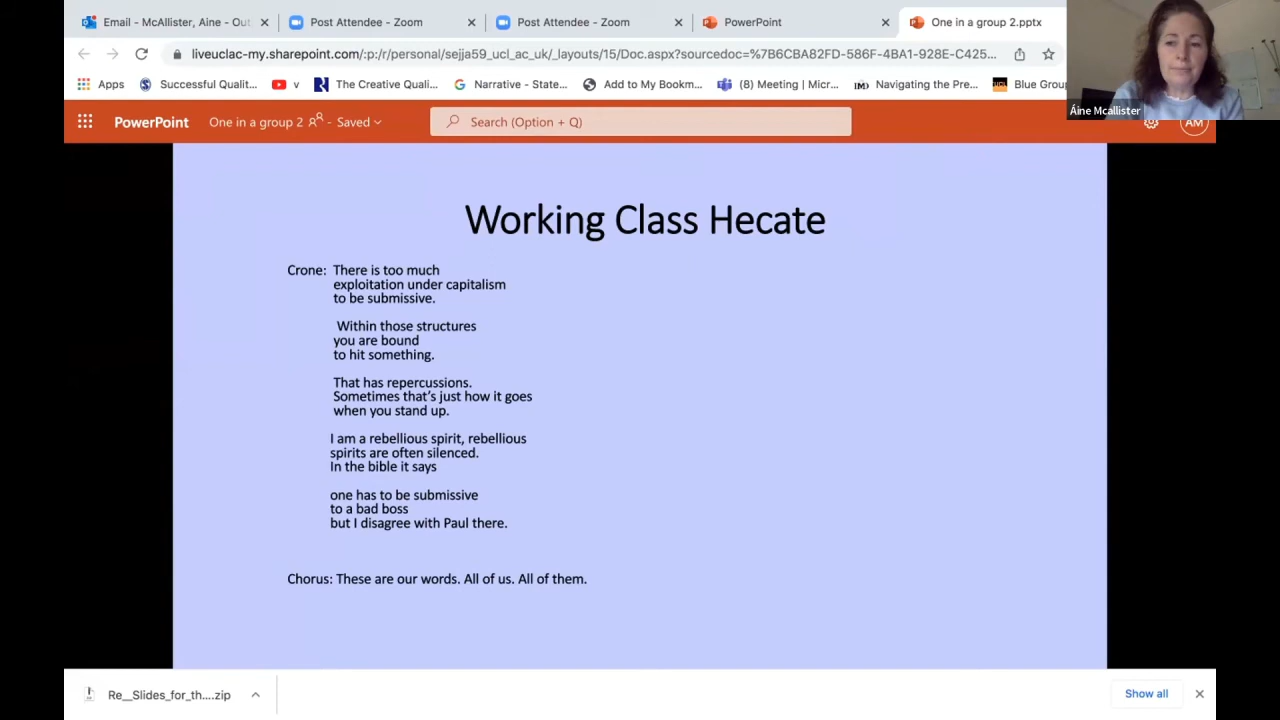 Email - McAllister, Aine - Out
Post Attendee - Zoom
Post Attendee - Zoom
PowerPoint
One in a group 2.pptx
liveuclac-my.sharepoint.com/:p:/r/personal/sejja59_ucl_ac_uk/_layouts/15/Doc.aspx?sourcedoc=%7B6CBA82FD-586F-4BA1-928E-C425...
Apps
Successful Qualit...
The Creative Quali...
Narrative - State...
Add to My Bookm...
(8) Meeting | Micr...
Navigating the Pre...
Blue Group
Áine Mcallister
PowerPoint
One in a group 2 - Saved
Search (Option + Q)
AM
Working Class Hecate
Crone: There is too much
exploitation under capitalism
to be submissive.
Within those structures
you are bound
to hit something.
That has repercussions.
Sometimes that's just how it goes
when you stand up.
I am a rebellious spirit, rebellious
spirits are often silenced.
In the bible it says
one has to be submissive
to a bad boss
but I disagree with Paul there.
Chorus: These are our words. All of us. All of them.
Re__Slides_for_th....zip
Show all